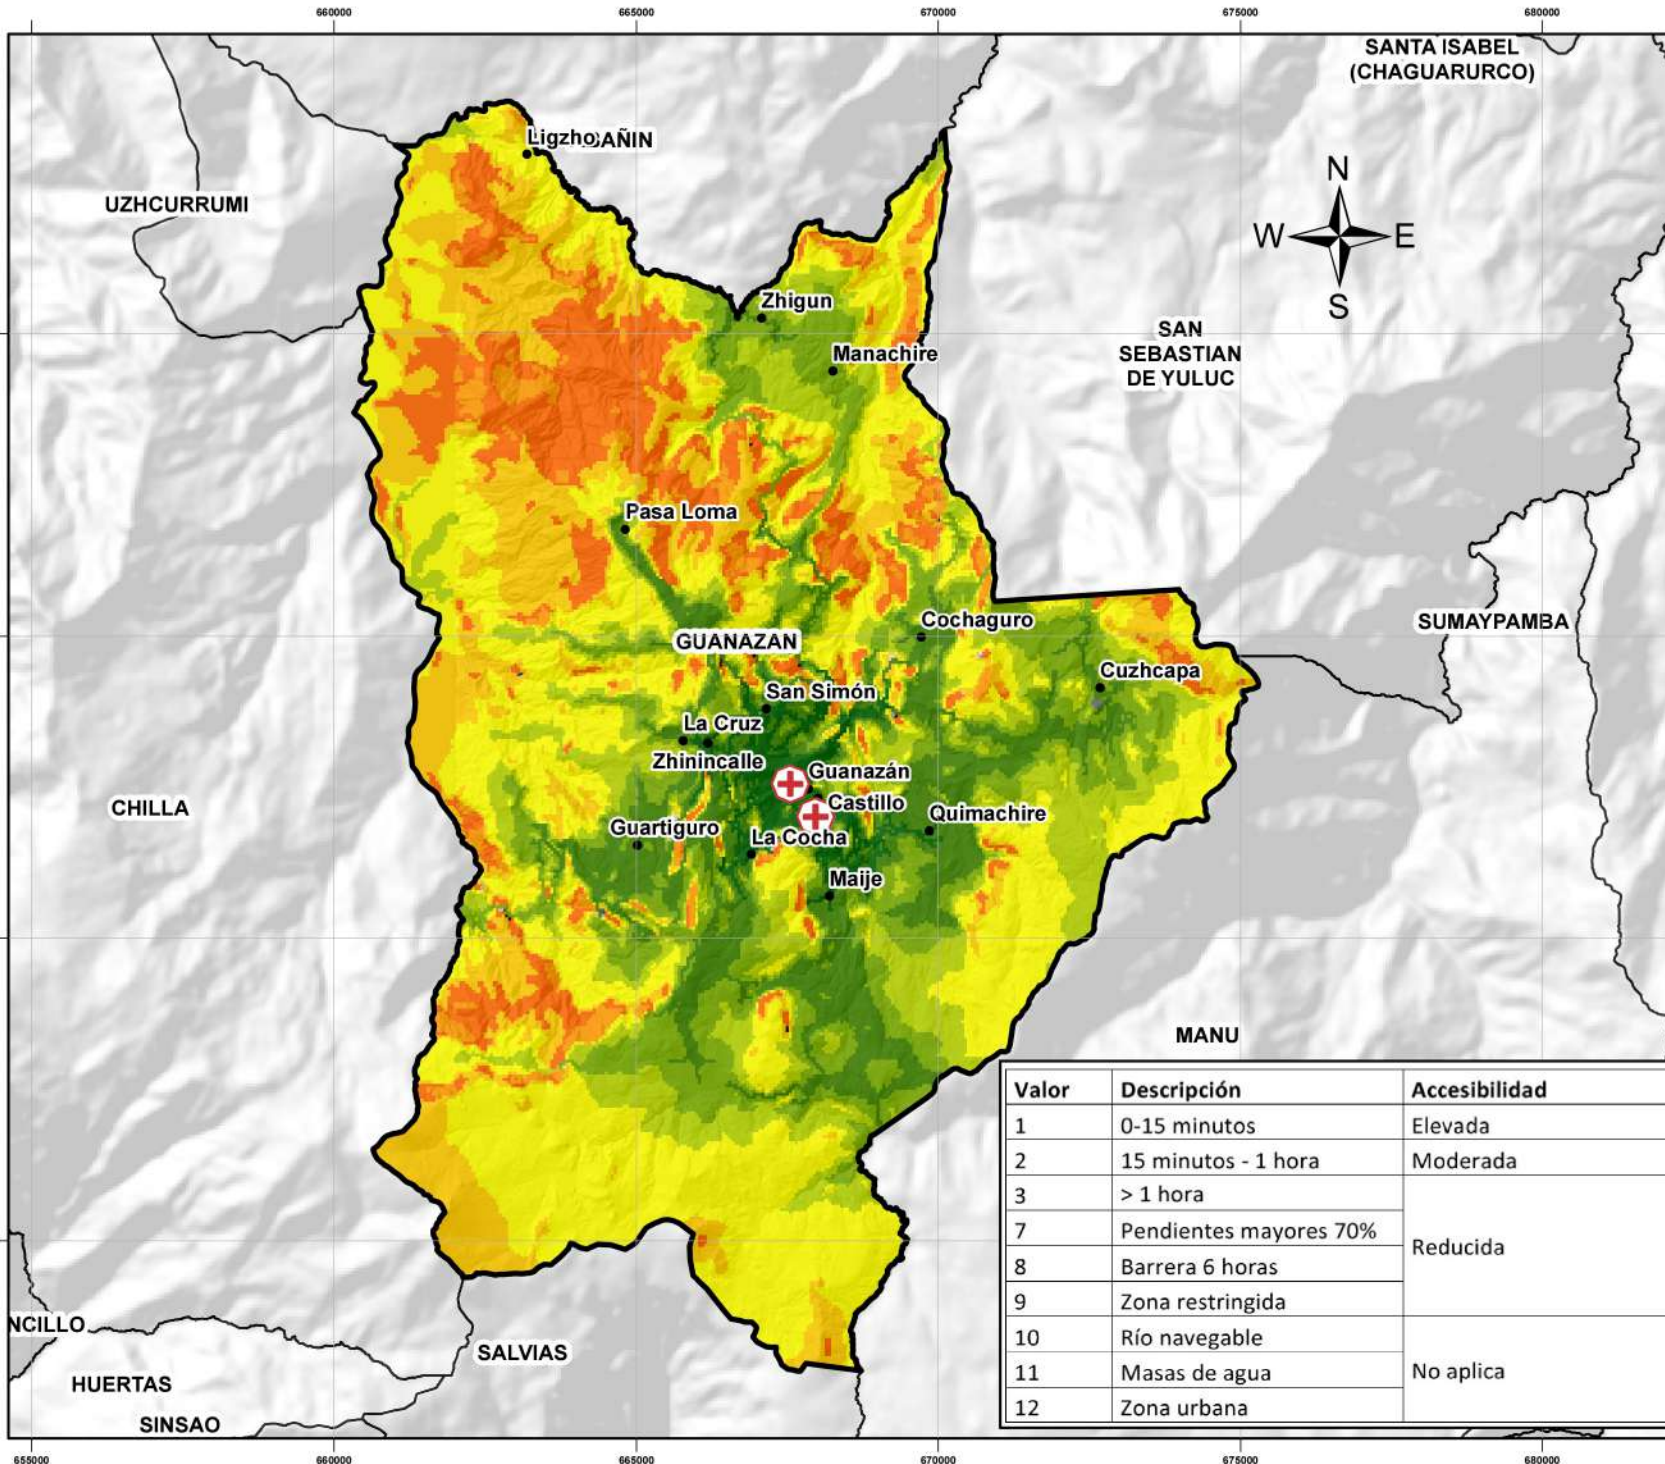 660000
665000
670000
675000
680000
SANTA ISABEL
(CHAGUARURCO)
Ligzho
AÑIN
UZHCURRUMI
N
W
E
S
Zhigun
SAN
SEBASTIAN
DE YULUC
Manachire
Pasa Loma
Cochaguro
SUMAYPAMBA
GUANAZAN
Cuzhcapa
San Simón
La Cruz
Zhinincalle
Guanazán
CHILLA
Castillo
Quimachire
Guartiguro
La Cocha
Maije
MANU
Valor Descripción Accesibilidad
1 0-15 minutos Elevada
2 15 minutos - 1 hora Moderada
3 > 1 hora
7 Pendientes mayores 70%
Reducida
8 Barrera 6 horas
9 Zona restringida
10 Río navegable
11 Masas de agua No aplica
12 Zona urbana
NCILLO
SALVIAS
HUERTAS
SINSAO
655000
660000
665000
670000
675000
680000